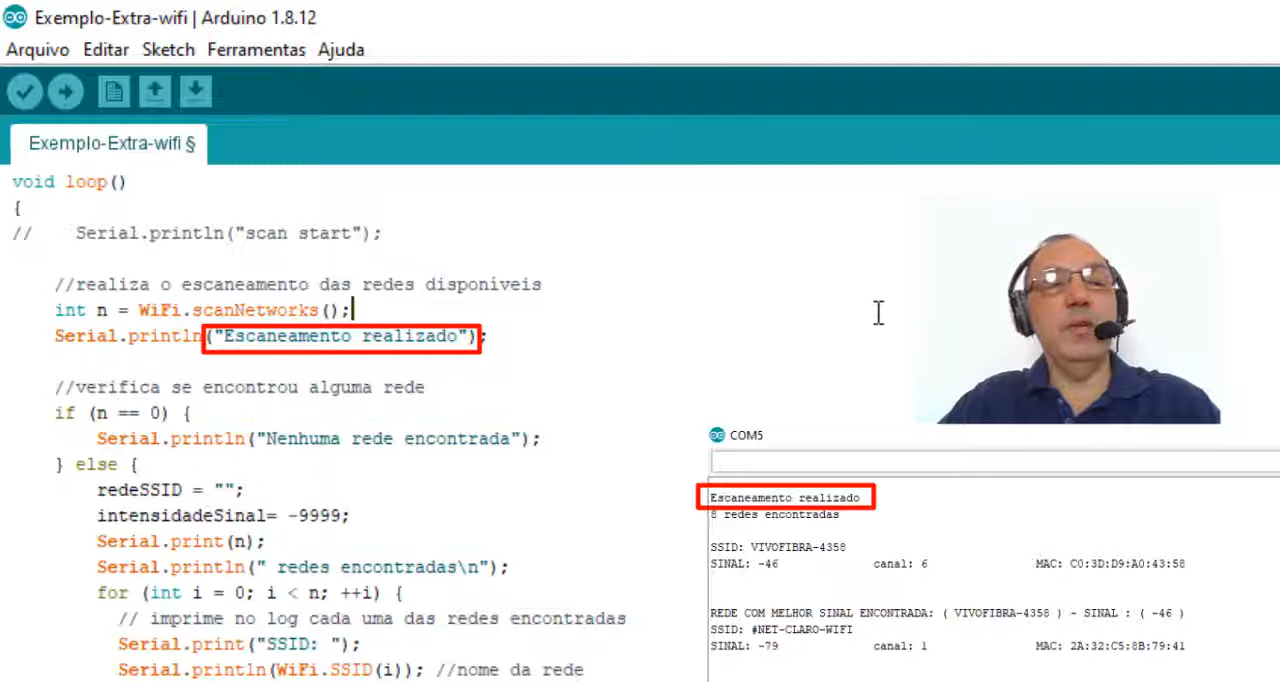 Exemplo-Extra-wifi | Arduino 1.8.12
Arquivo Editar Sketch Ferramentas Ajuda
Exemplo-Extra-wifi §
void loop()
{
// Serial.println("scan start");
//realiza o escaneamento das redes disponíveis
int n = WiFi.scanNetworks();
Serial.println("Escaneamento realizado");
//verifica se encontrou alguma rede
if (n == 0) {
Serial.println("Nenhuma rede encontrada");
} else {
redeSSID = "";
intensidadeSinal= -9999;
Serial.print(n);
Serial.println(" redes encontradas\n");
for (int i = 0; i < n; ++i) {
// imprime no log cada uma das redes encontradas
Serial.print("SSID: ");
Serial.println(WiFi.SSID(i)); //nome da rede
COM5
Escaneamento realizado
8 redes encontradas
SSID: VIVOFIBRA-4358
SINAL: -46 canal: 6 MAC: C0:3D:D9:A0:43:58
REDE COM MELHOR SINAL ENCONTRADA: ( VIVOFIBRA-4358 ) - SINAL : ( -46 )
SSID: #NET-CLARO-WIFI
SINAL: -79 canal: 1 MAC: 2A:32:C5:8B:79:41